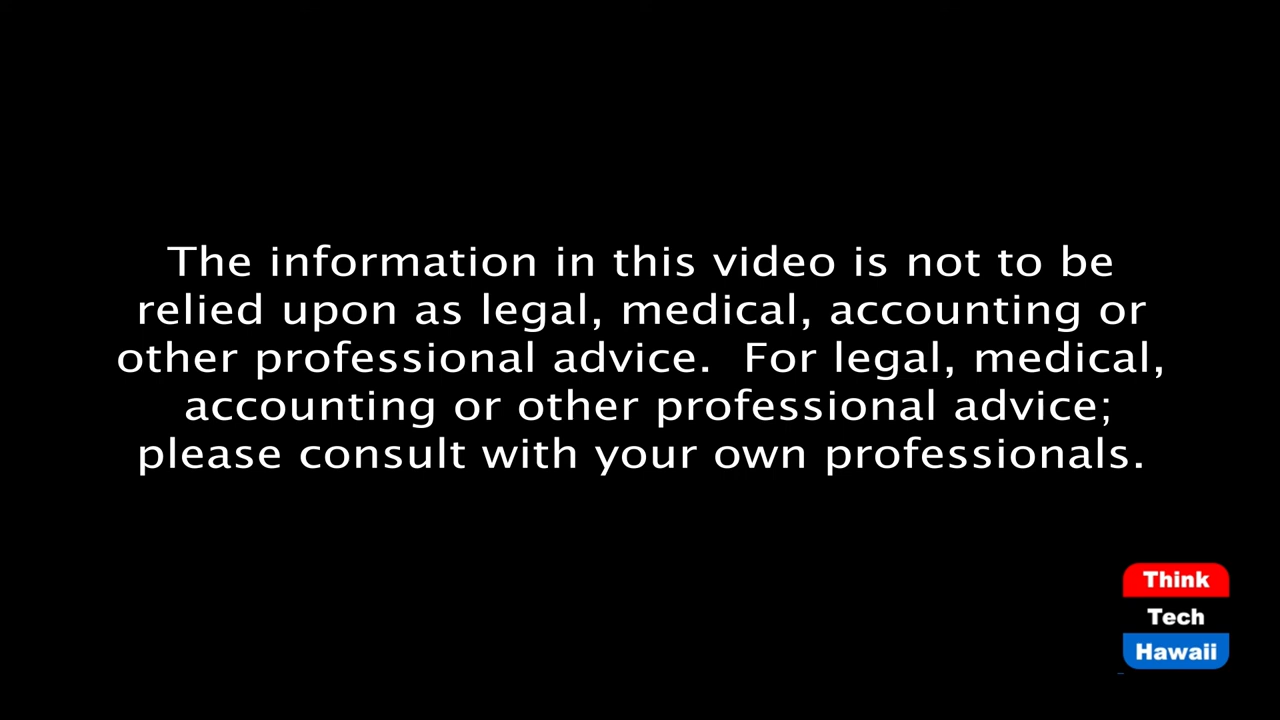 The information in this video is not to be
relied upon as legal, medical, accounting or
other professional advice.  For legal, medical,
accounting or other professional advice;
please consult with your own professionals.
Think
Tech
Hawaii